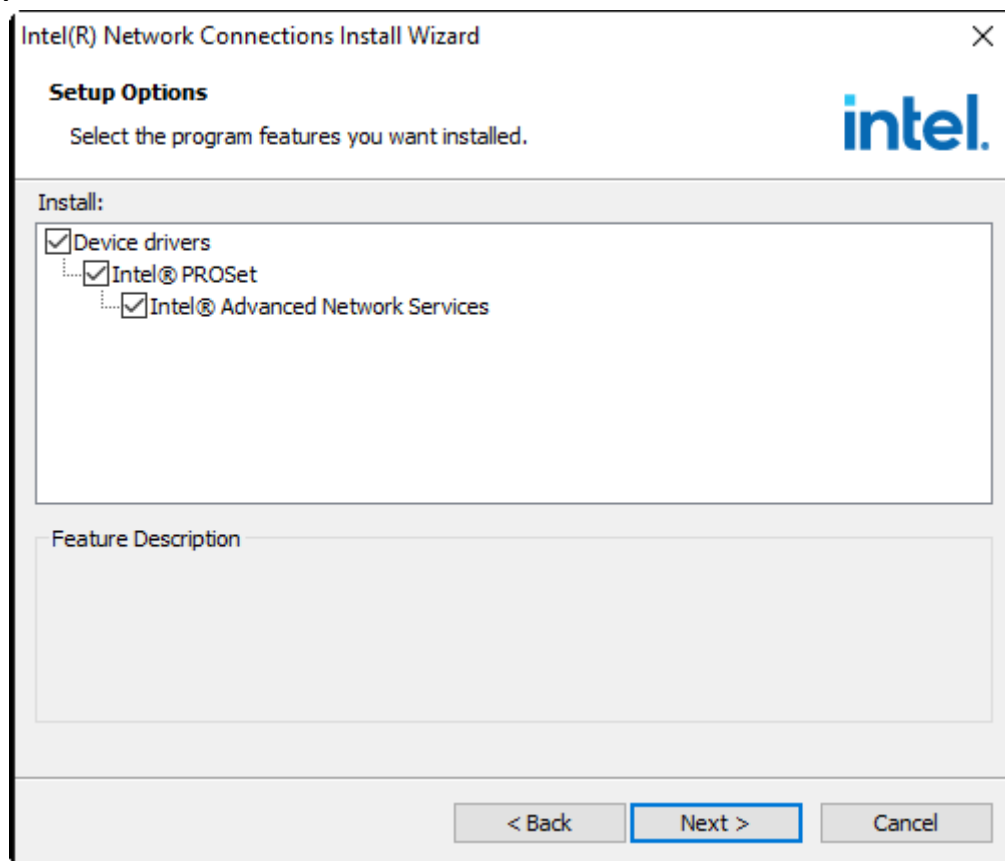 Intel(R) Network Connections Install Wizard
Setup Options
Select the program features you want installed.
intel.
Install:
Device drivers
Intel® PROSet
Intel® Advanced Network Services
Feature Description
< Back
Next >
Cancel